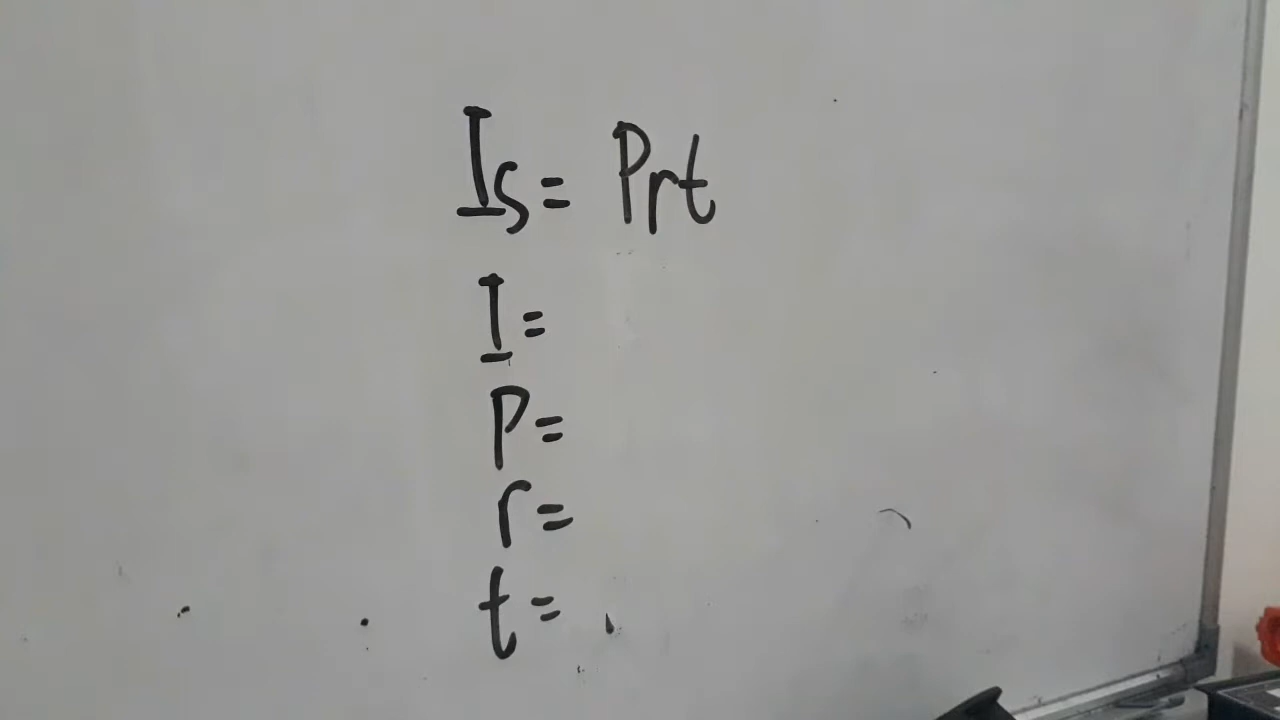 Is = Prt
I =
P =
r =
t =